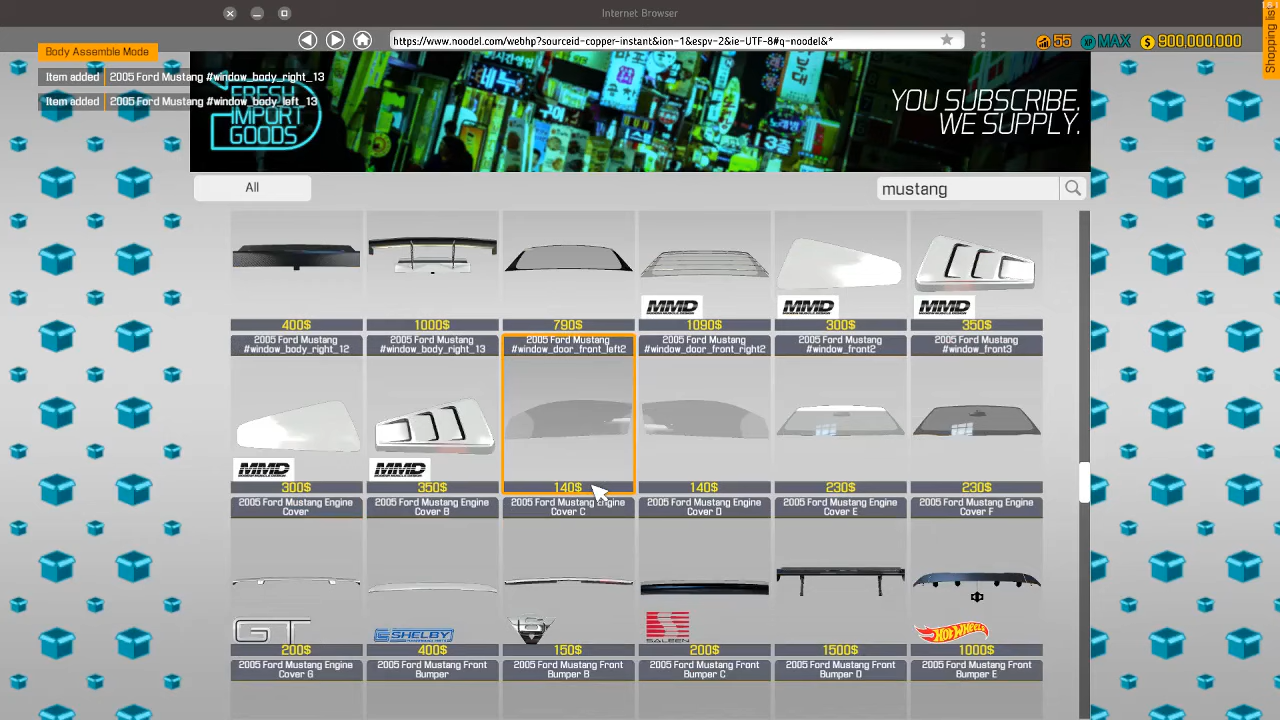 Internet Browser
Body Assemble Mode
https://www.noodel.com/webhp?sourceid-copper-instant&ion-1&espv-2&ie-UTF-8#q-noodel&*
55
XP MAX
$ 900,000,000
Shopping list
Item added 2005 Ford Mustang #window_body_right_13
Item added 2005 Ford Mustang #window_body_left_13
FRESH
IMPORT
GOODS
YOU SUBSCRIBE.
WE SUPPLY.
All
mustang
MMD
MMD
MMD
400$
1000$
790$
1090$
300$
350$
2005 Ford Mustang
#window_body_right_12
2005 Ford Mustang
#window_body_right_13
2005 Ford Mustang
#window_door_front_left2
2005 Ford Mustang
#window_door_front_right2
2005 Ford Mustang
#window_front2
2005 Ford Mustang
#window_front3
MMD
MMD
300$
350$
140$
140$
230$
230$
2005 Ford Mustang Engine
Cover
2005 Ford Mustang Engine
Cover B
2005 Ford Mustang Engine
Cover C
2005 Ford Mustang Engine
Cover D
2005 Ford Mustang Engine
Cover E
2005 Ford Mustang Engine
Cover F
GT
SHELBY
SALEEN
HOT WHEELS
200$
400$
150$
200$
1500$
1000$
2005 Ford Mustang Engine
Cover G
2005 Ford Mustang Front
Bumper
2005 Ford Mustang Front
Bumper B
2005 Ford Mustang Front
Bumper C
2005 Ford Mustang Front
Bumper D
2005 Ford Mustang Front
Bumper E